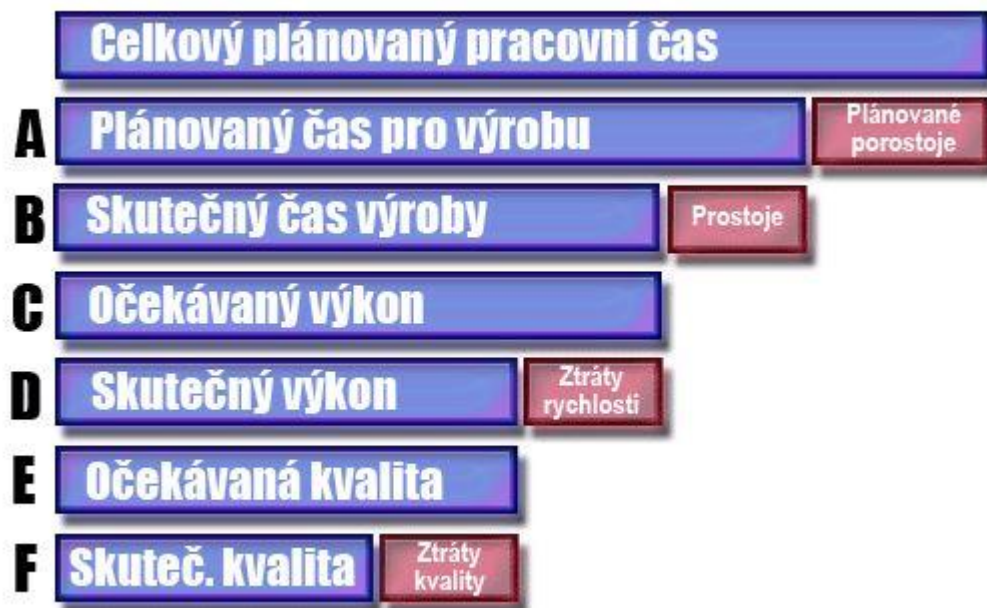 Celkový plánovaný pracovní čas
A Plánovaný čas pro výrobu Plánované
porostoje
B Skutečný čas výroby Prostoje
C Očekávaný výkon
D Skutečný výkon Ztráty
rychlosti
E Očekávaná kvalita
F Skuteč. kvalita Ztráty
kvality